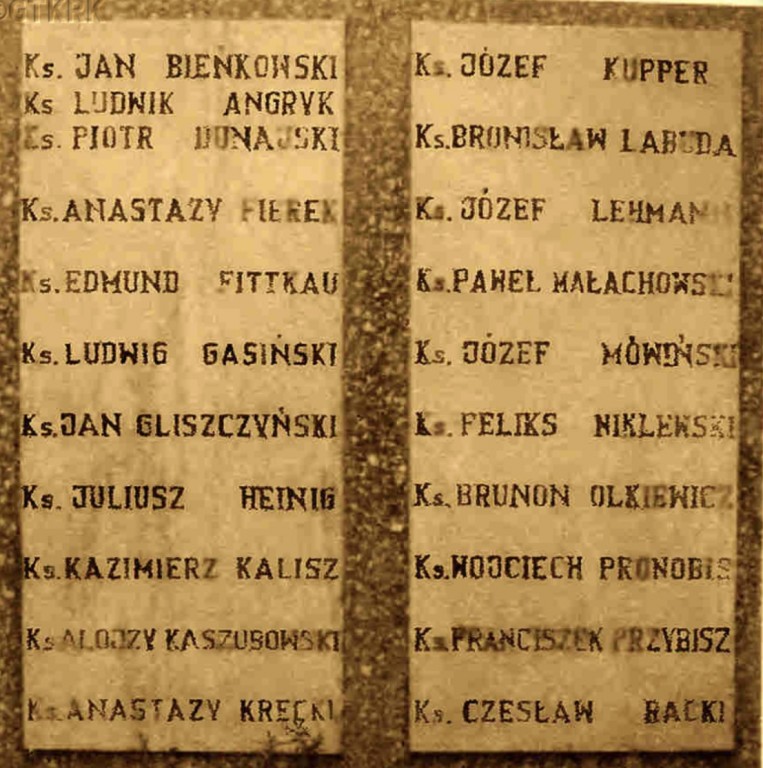 Ks. JAN BIEŃKOWSKI
Ks LUDWIK ANGRYK
Ks. PIOTR DUNAJSKI
Ks. ANASTAZY FIEREK
Ks. EDMUND FITTKAU
Ks. LUDWIG GASIŃSKI
Ks. JAN GLISZCZYŃSKI
Ks. JULIUSZ HEINIG
Ks. KAZIMIERZ KALISZ
Ks ALOJZY KASZUBOWSKI
Ks. ANASTAZY KRĘCKI
Ks. JÓZEF KUPPER
Ks. BRONISŁAW LABUDA
Ks. JÓZEF LEHMANN
Ks. PAWEŁ MAŁACHOWSKI
Ks. JÓZEF MÓWIŃSKI
Ks. FELIKS NIKLEWSKI
Ks. BRUNON OLKIEWICZ
Ks. WOJCIECH PRONOBIS
Ks. FRANCISZEK PRZYBISZ
Ks. CZESŁAW